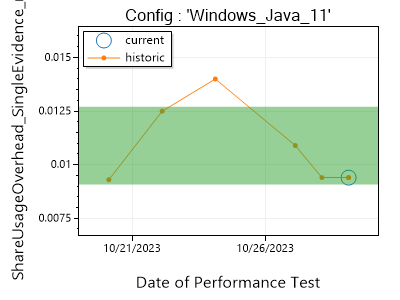 Config : 'Windows_Java_11'
current
historic
0.015
0.0125
0.01
0.0075
ShareUsageOverhead_SingleEvidence_
10/21/2023
10/26/2023
Date of Performance Test